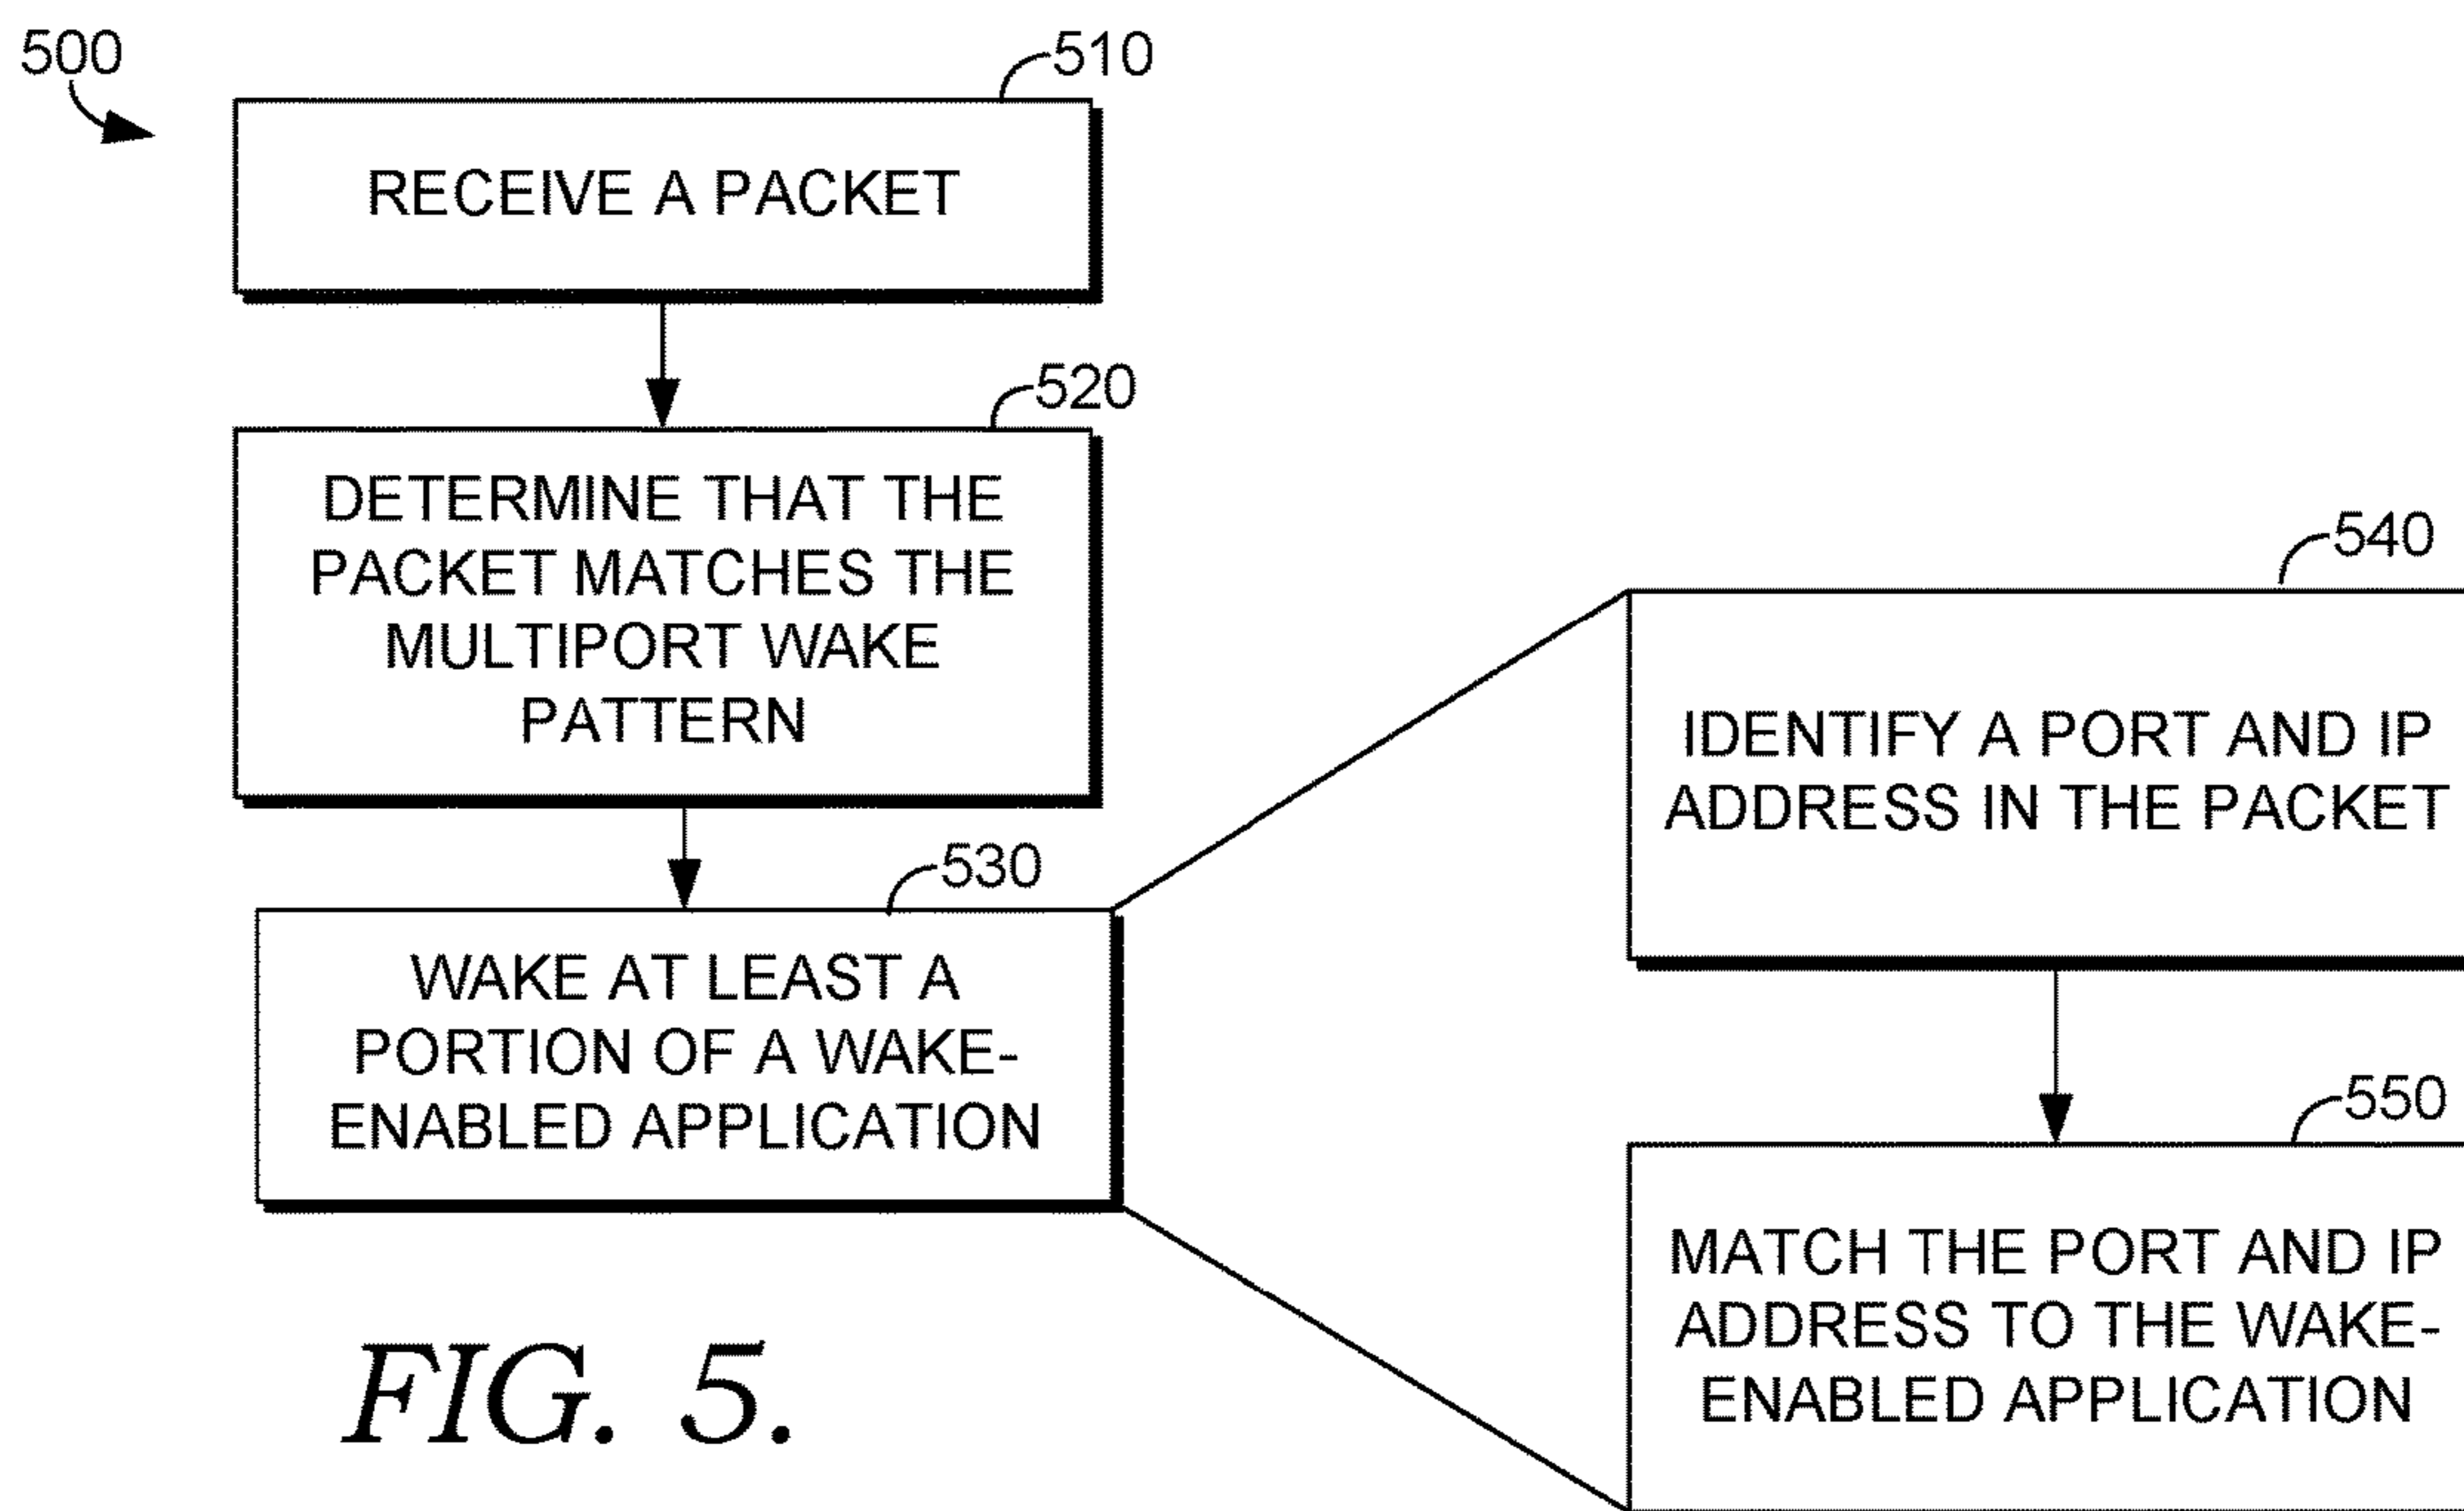 500
510
RECEIVE A PACKET
520
DETERMINE THAT THE
PACKET MATCHES THE
MULTIPORT WAKE
PATTERN
530
WAKE AT LEAST A
PORTION OF A WAKE-
ENABLED APPLICATION
540
IDENTIFY A PORT AND IP
ADDRESS IN THE PACKET
550
MATCH THE PORT AND IP
ADDRESS TO THE WAKE-
ENABLED APPLICATION
FIG. 5.